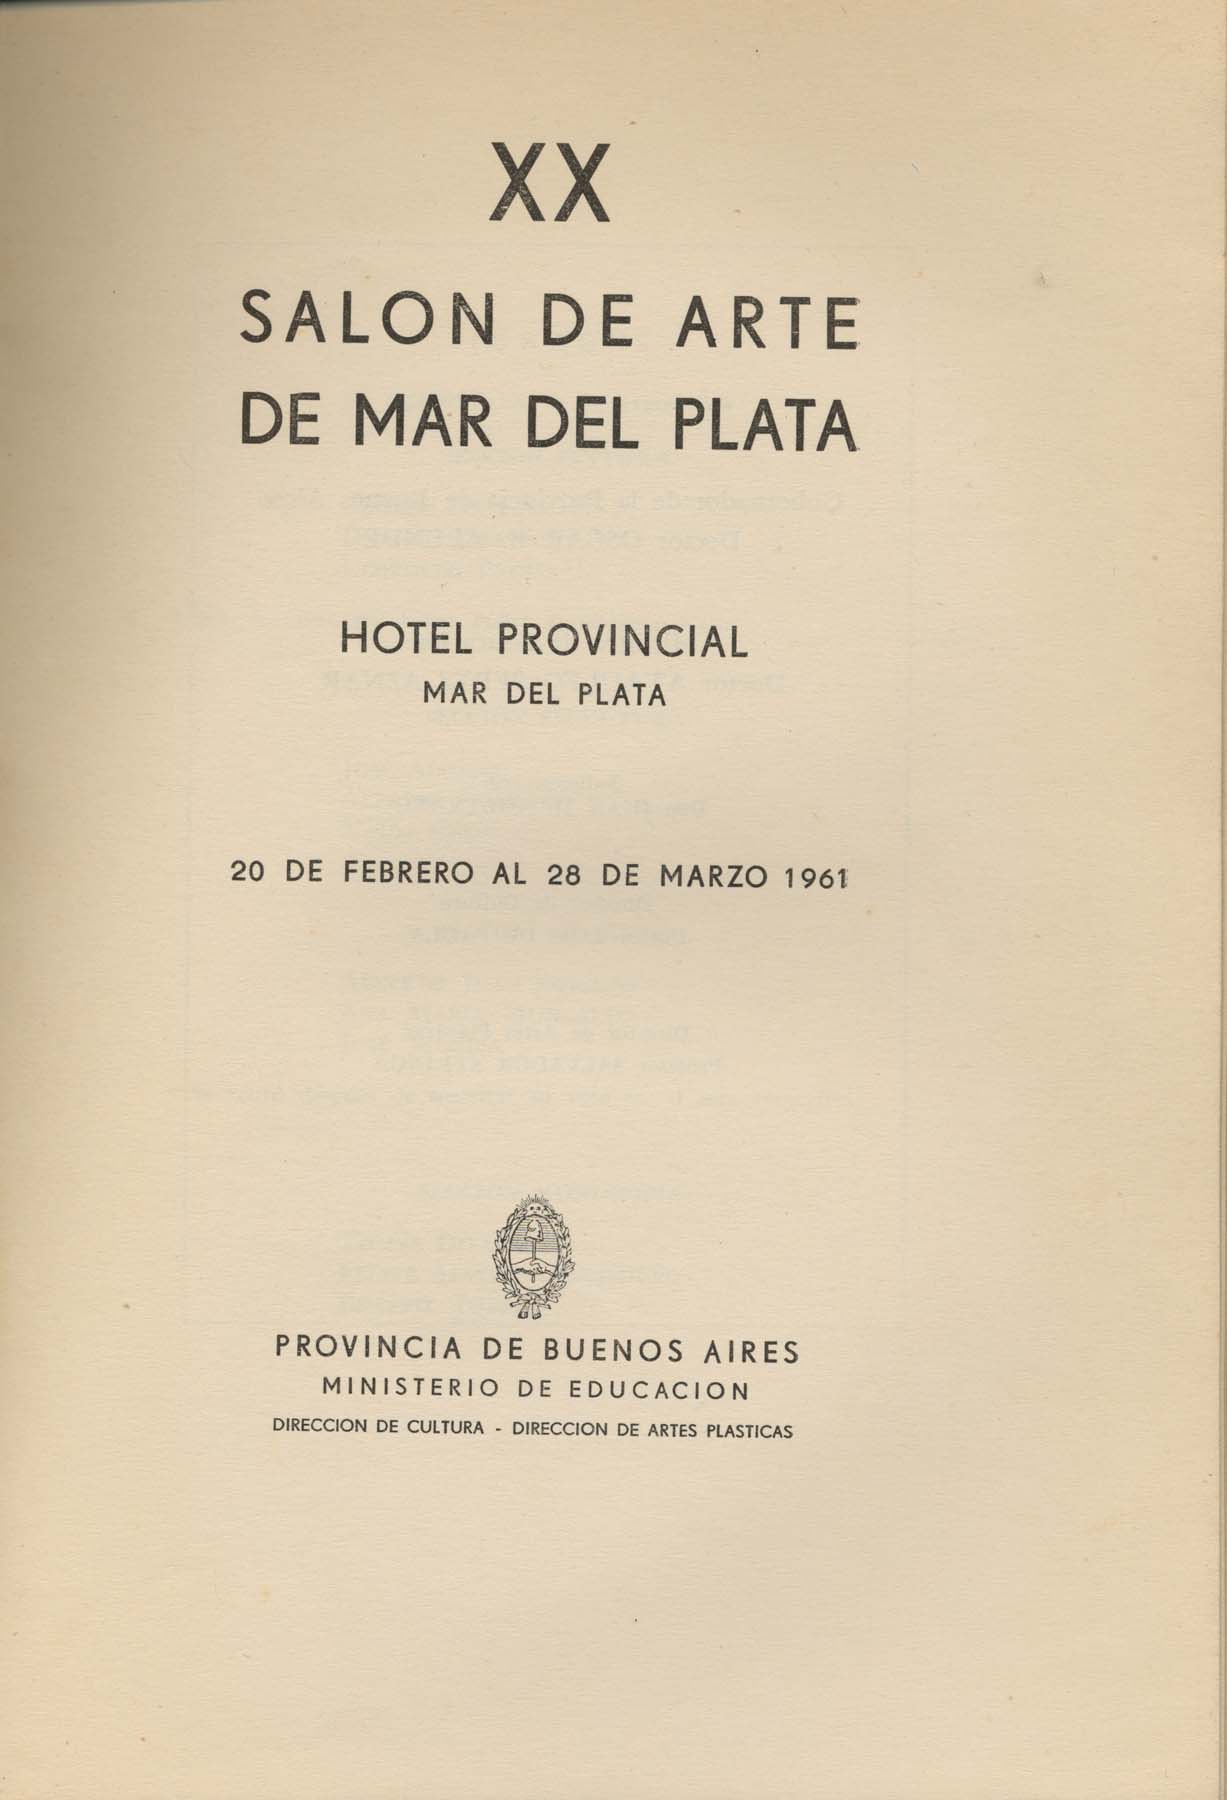 XX
SALON DE ARTE
DE MAR DEL PLATA
HOTEL PROVINCIAL
MAR DEL PLATA
20 DE FEBRERO AL 28 DE MARZO 1961
PROVINCIA DE BUENOS AIRES
MINISTERIO DE EDUCACION
DIRECCION DE CULTURA - DIRECCION DE ARTES PLASTICAS